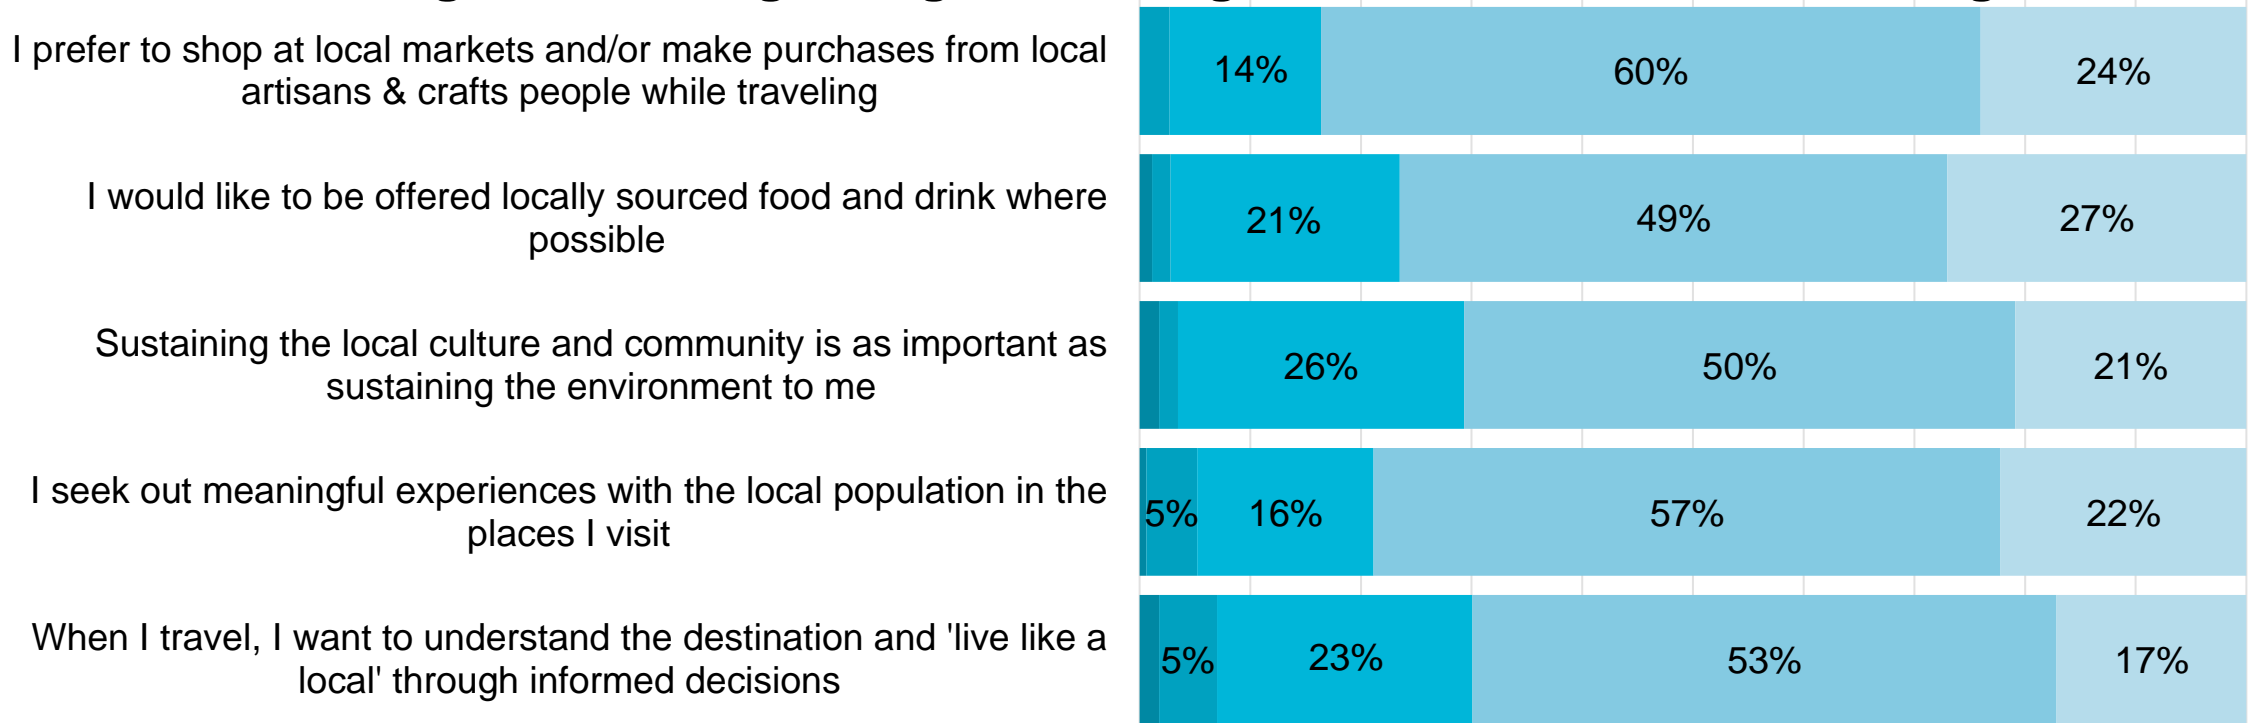 I prefer to shop at local markets and/or make purchases from local
artisans & crafts people while traveling
14%
60%
24%
I would like to be offered locally sourced food and drink where
possible
21%
49%
27%
Sustaining the local culture and community is as important as
sustaining the environment to me
26%
50%
21%
I seek out meaningful experiences with the local population in the
places I visit
5%
16%
57%
22%
When I travel, I want to understand the destination and 'live like a
local' through informed decisions
5%
23%
53%
17%